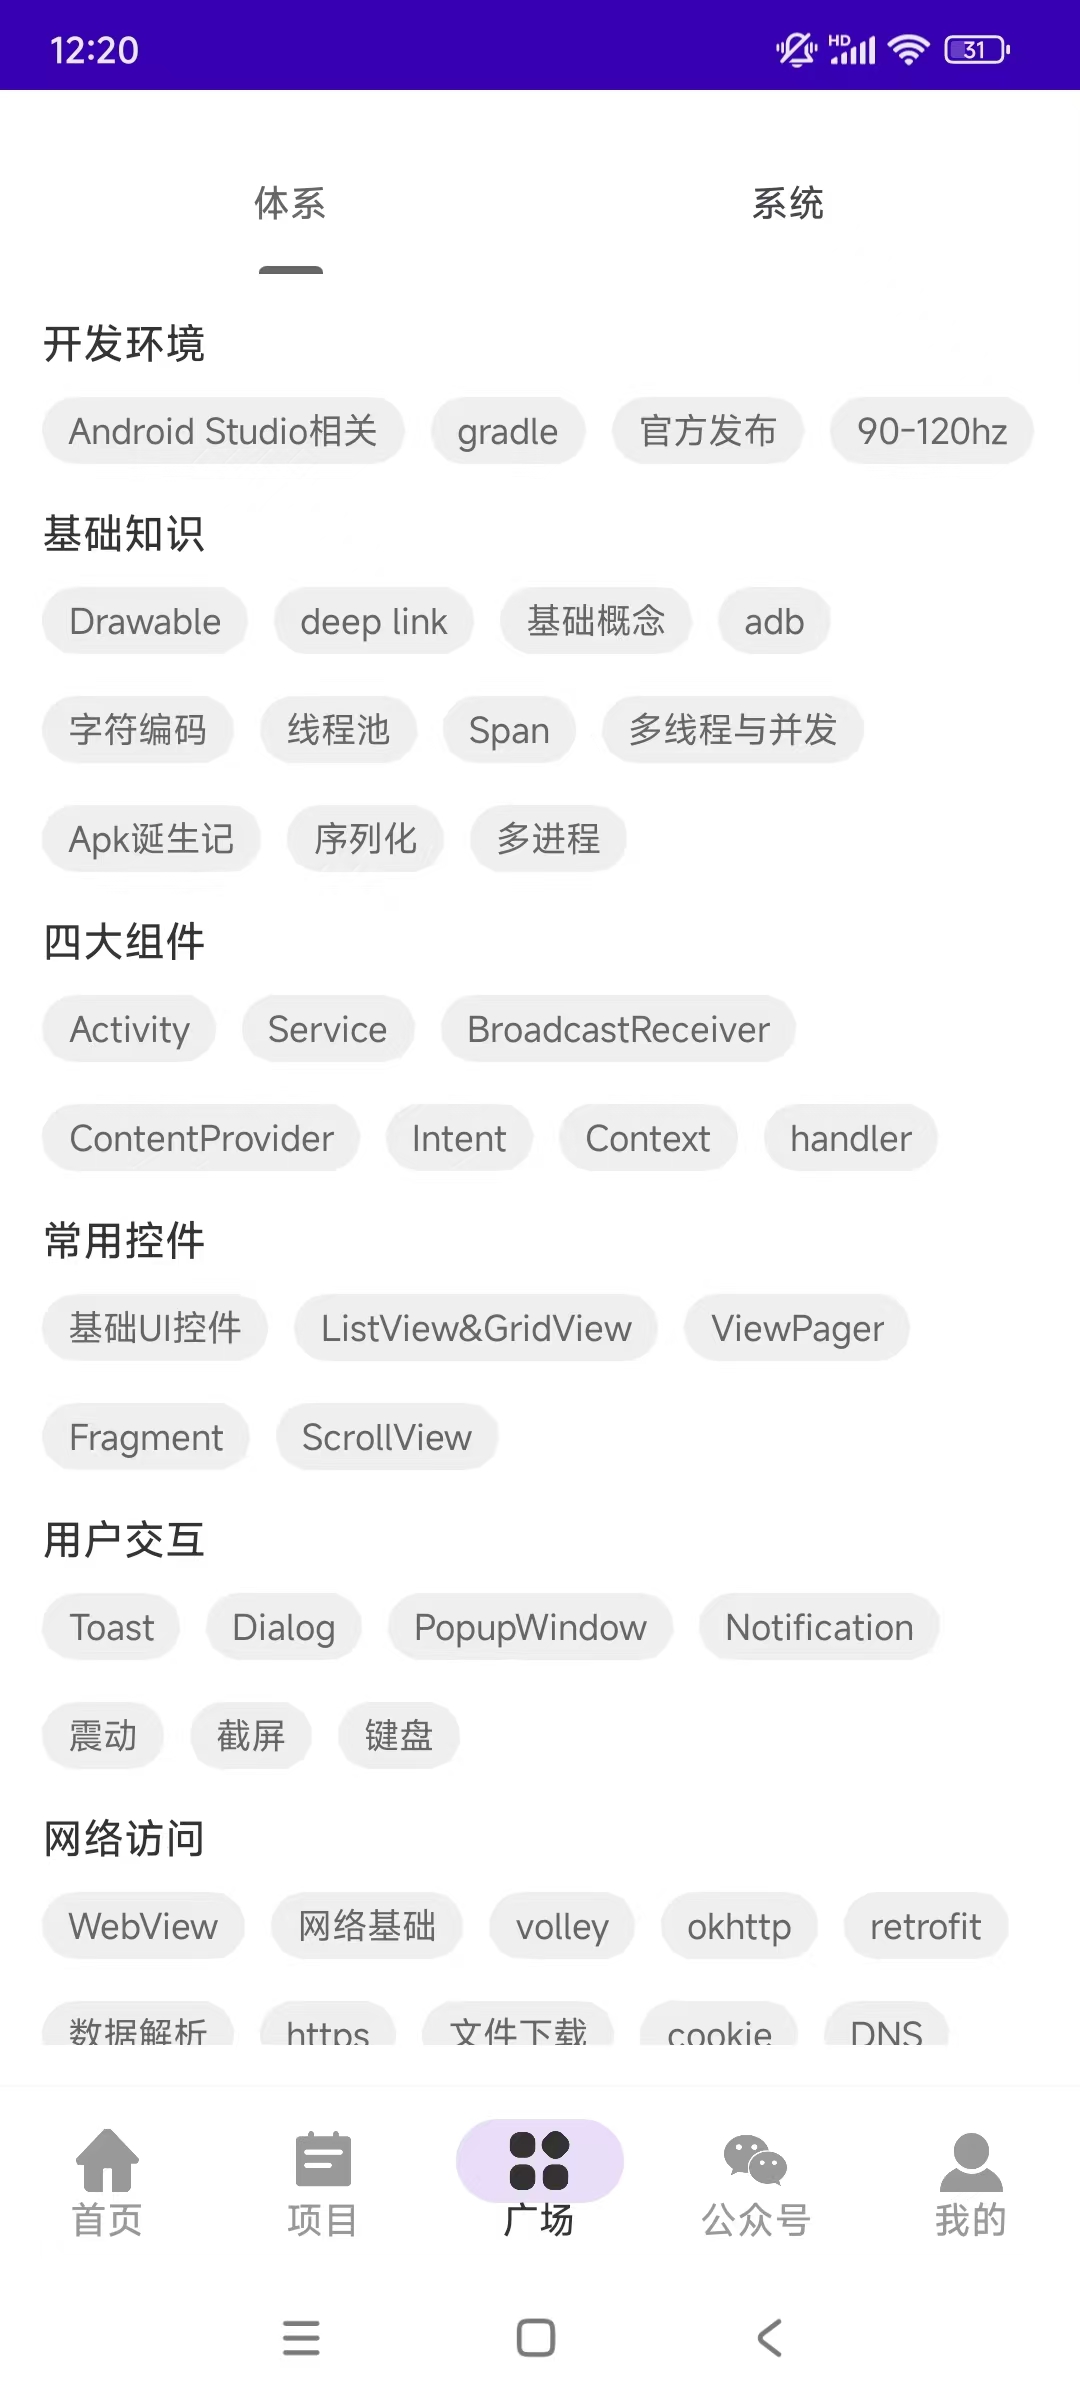 12:20 HD 31
体系 系统
开发环境
Android Studio相关 gradle 官方发布 90-120hz
基础知识
Drawable deep link 基础概念 adb
字符编码 线程池 Span 多线程与并发
Apk诞生记 序列化 多进程
四大组件
Activity Service BroadcastReceiver
ContentProvider Intent Context handler
常用控件
基础UI控件 ListView&GridView ViewPager
Fragment ScrollView
用户交互
Toast Dialog PopupWindow Notification
震动 截屏 键盘
网络访问
WebView 网络基础 volley okhttp retrofit
数据解析 https 文件下载 cookie DNS
首页 项目 广场 公众号 我的